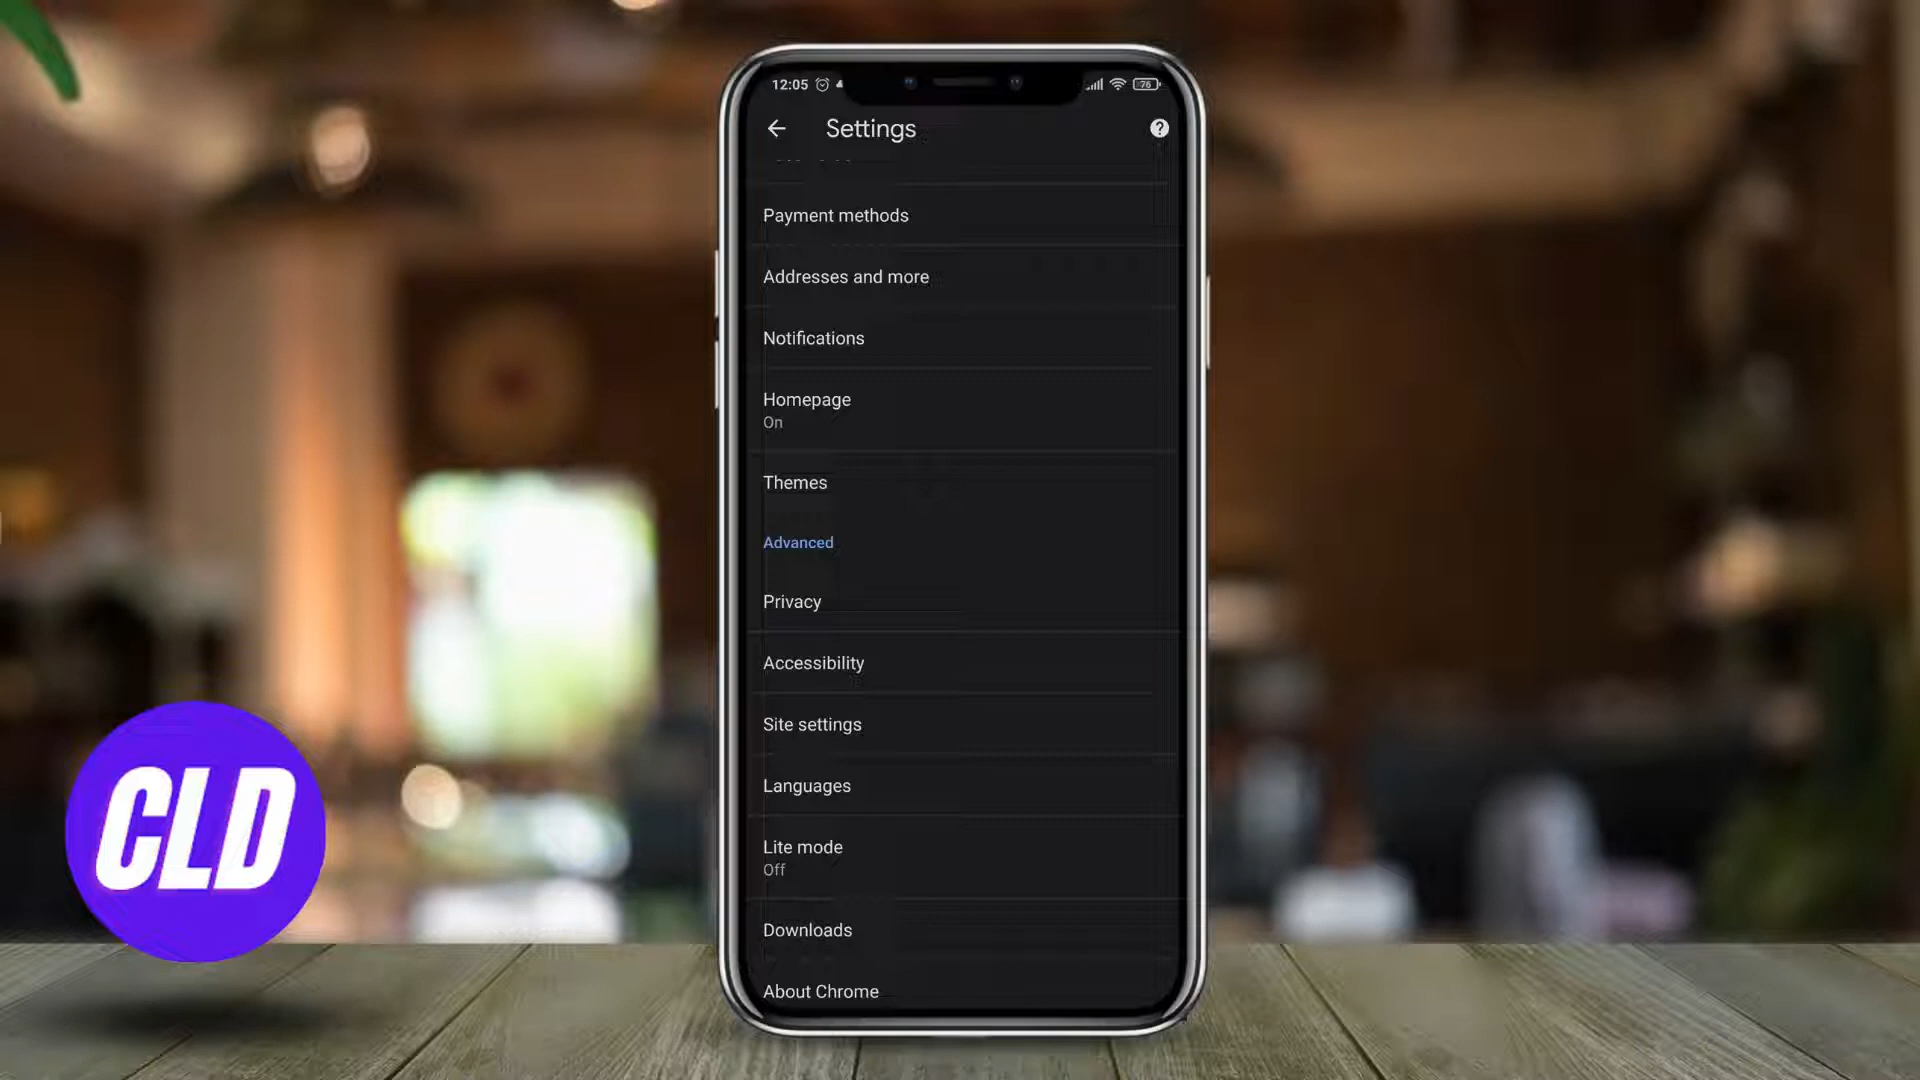 12:05
76
Settings
Payment methods
Addresses and more
Notifications
Homepage
On
Themes
Advanced
Privacy
Accessibility
Site settings
Languages
Lite mode
Off
Downloads
About Chrome
CLD